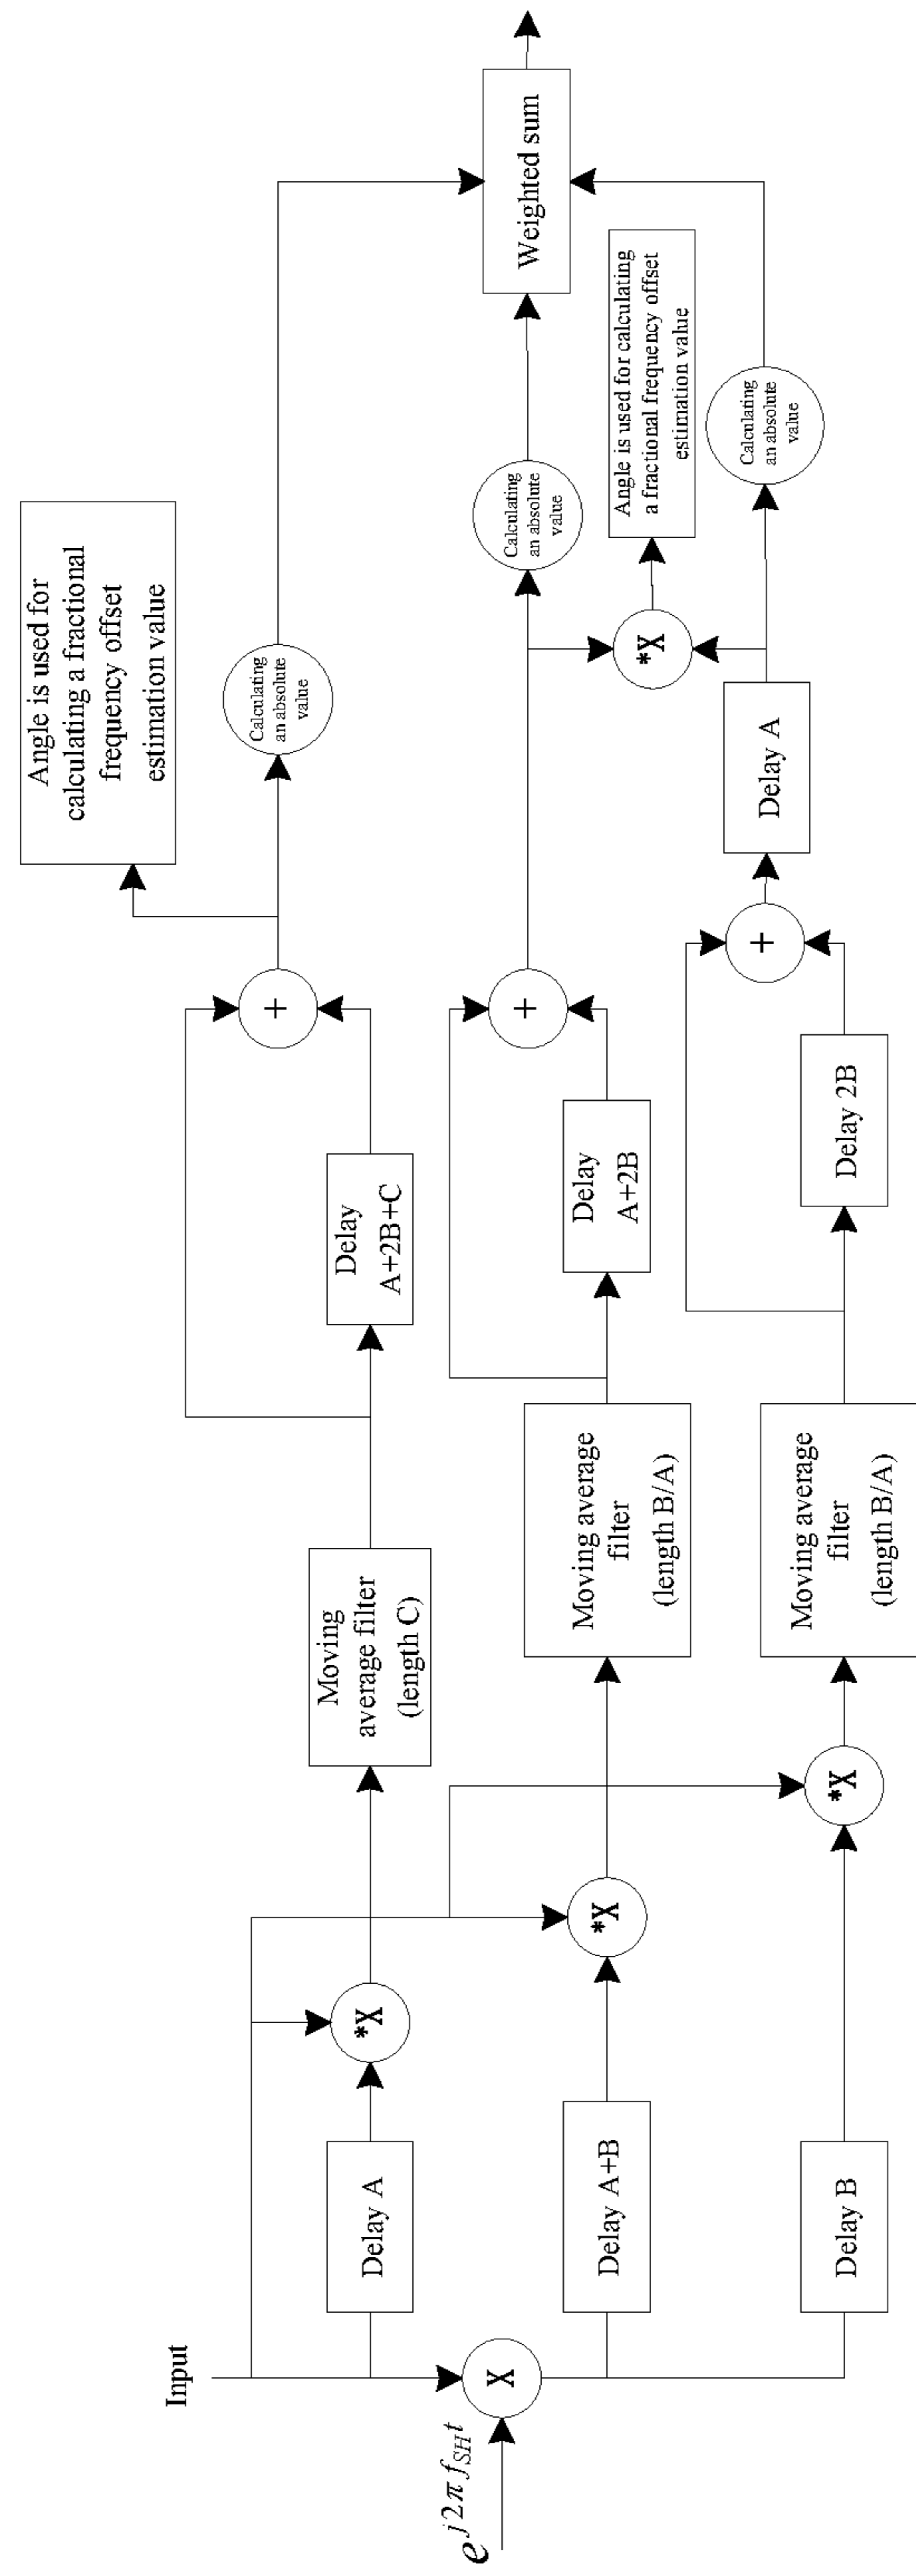 Input
e^{j2π f_{SH} t}
X
Delay A
Delay A+B
Delay B
*X
*X
*X
Moving
average filter
(length C)
Moving average
filter
(length B/A)
Moving average
filter
(length B/A)
Delay
A+2B+C
Delay
A+2B
Delay 2B
+
+
+
Angle is used for
calculating a fractional
frequency offset
estimation value
Delay A
Calculating
an absolute
value
Calculating
an absolute
value
*X
Angle is used for calculating
a fractional frequency offset
estimation value
Calculating
an absolute
value
Weighted sum